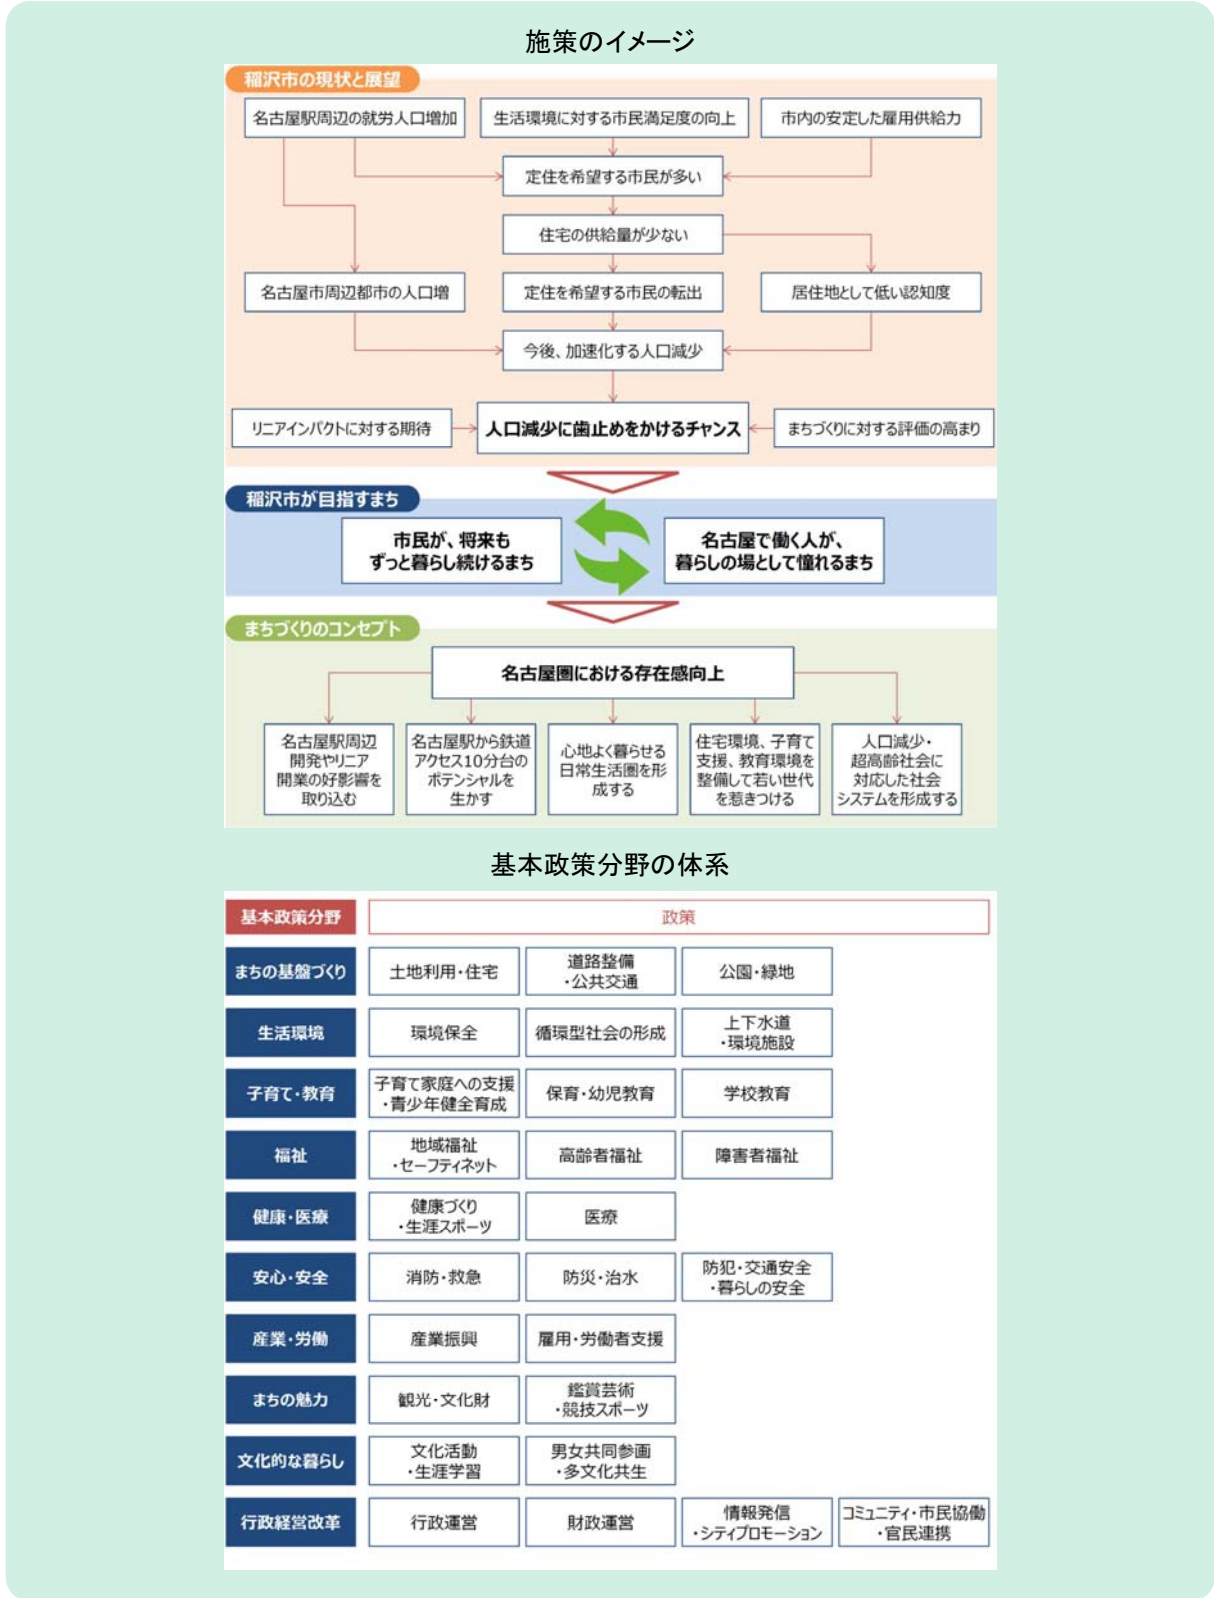 施策のイメージ
稲沢市の現状と展望
名古屋駅周辺の就労人口増加
生活環境に対する市民満足度の向上
市内の安定した雇用供給力
定住を希望する市民が多い
住宅の供給量が少ない
名古屋市周辺都市の人口増
定住を希望する市民の転出
居住地として低い認知度
今後、加速化する人口減少
リニアインパクトに対する期待
人口減少に歯止めをかけるチャンス
まちづくりに対する評価の高まり
稲沢市が目指すまち
市民が、将来も
ずっと暮らし続けるまち
名古屋で働く人が、
暮らしの場として憧れるまち
まちづくりのコンセプト
名古屋圏における存在感向上
名古屋駅周辺
開発やリニア
開業の好影響を
取り込む
名古屋駅から鉄道
アクセス10分台の
ポテンシャルを
生かす
心地よく暮らせる
日常生活圏を形
成する
住宅環境、子育て
支援、教育環境を
整備して若い世代
を惹きつける
人口減少・
超高齢社会に
対応した社会
システムを形成する
基本政策分野の体系
基本政策分野
政策
まちの基盤づくり
土地利用・住宅
道路整備
・公共交通
公園・緑地
生活環境
環境保全
循環型社会の形成
上下水道
・環境施設
子育て・教育
子育て家庭への支援
・青少年健全育成
保育・幼児教育
学校教育
福祉
地域福祉
・セーフティネット
高齢者福祉
障害者福祉
健康・医療
健康づくり
・生涯スポーツ
医療
安心・安全
消防・救急
防災・治水
防犯・交通安全
・暮らしの安全
産業・労働
産業振興
雇用・労働者支援
まちの魅力
観光・文化財
鑑賞芸術
・競技スポーツ
文化的な暮らし
文化活動
・生涯学習
男女共同参画
・多文化共生
行政経営改革
行政運営
財政運営
情報発信
・シティプロモーション
コミュニティ・市民協働
・官民連携